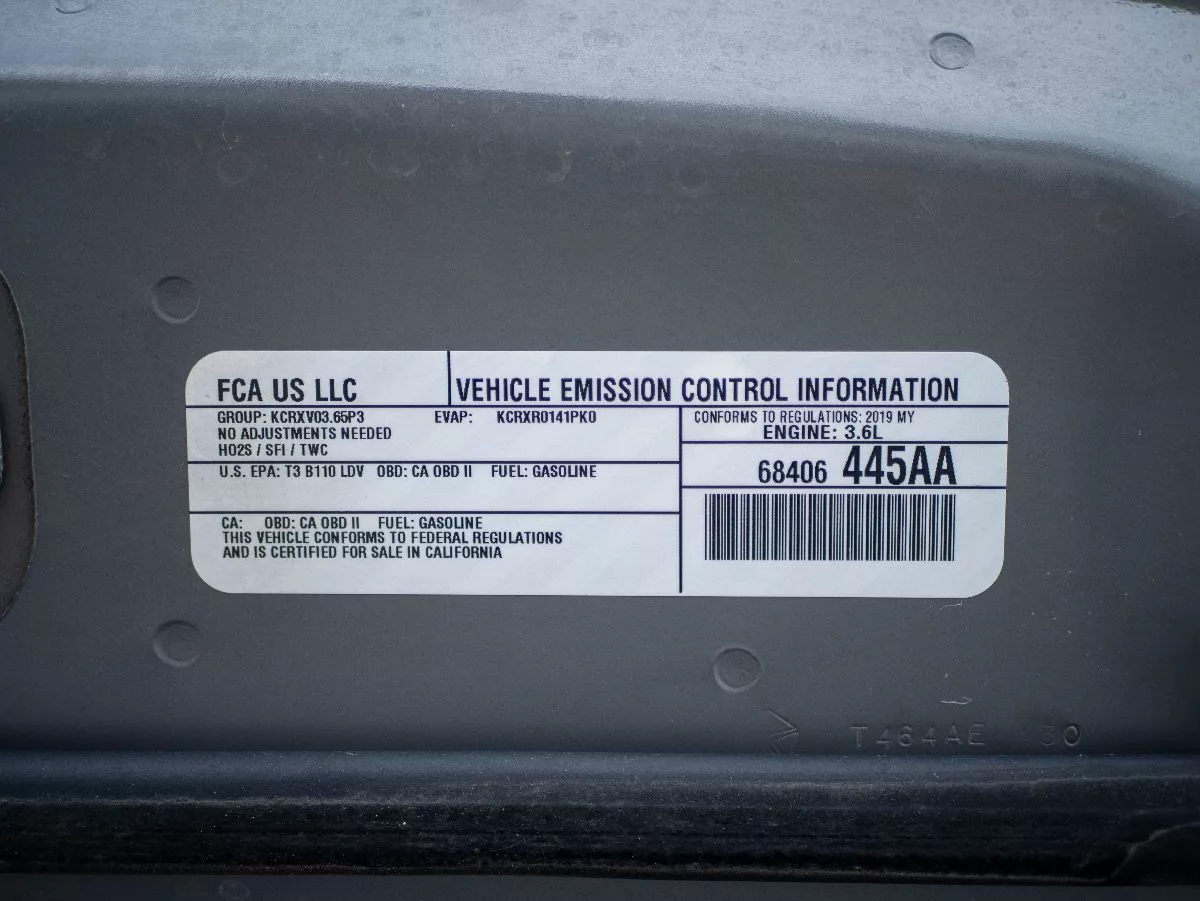 FCA US LLC
VEHICLE EMISSION CONTROL INFORMATION
GROUP: KCRXV03.65P3 EVAP: KCRXR0141PK0
NO ADJUSTMENTS NEEDED
HO2S / SFI / TWC
CONFORMS TO REGULATIONS: 2019 MY
ENGINE: 3.6L
U.S. EPA: T3 B110 LDV OBD: CA OBD II FUEL: GASOLINE
68406 445AA
CA: OBD: CA OBD II FUEL: GASOLINE
THIS VEHICLE CONFORMS TO FEDERAL REGULATIONS
AND IS CERTIFIED FOR SALE IN CALIFORNIA
T464AE